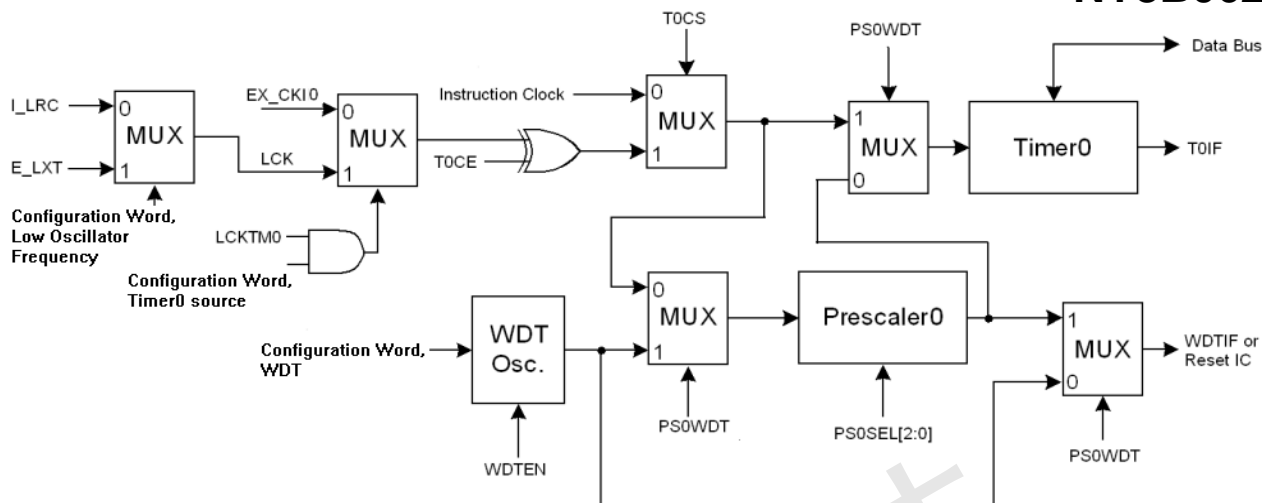 T0CS
PS0WDT
Data Bus
I_LRC
0
MUX
E_LXT
1
Configuration Word,
Low Oscillator
Frequency
EX_CKI0
0
MUX
LCK
1
LCKTM0
Configuration Word,
Timer0 source
T0CE
Instruction Clock
0
MUX
1
1
MUX
0
Timer0
T0IF
Configuration Word,
WDT
WDT
Osc.
WDTEN
0
MUX
1
PS0WDT
Prescaler0
PS0SEL[2:0]
1
MUX
0
WDTIF or
Reset IC
PS0WDT